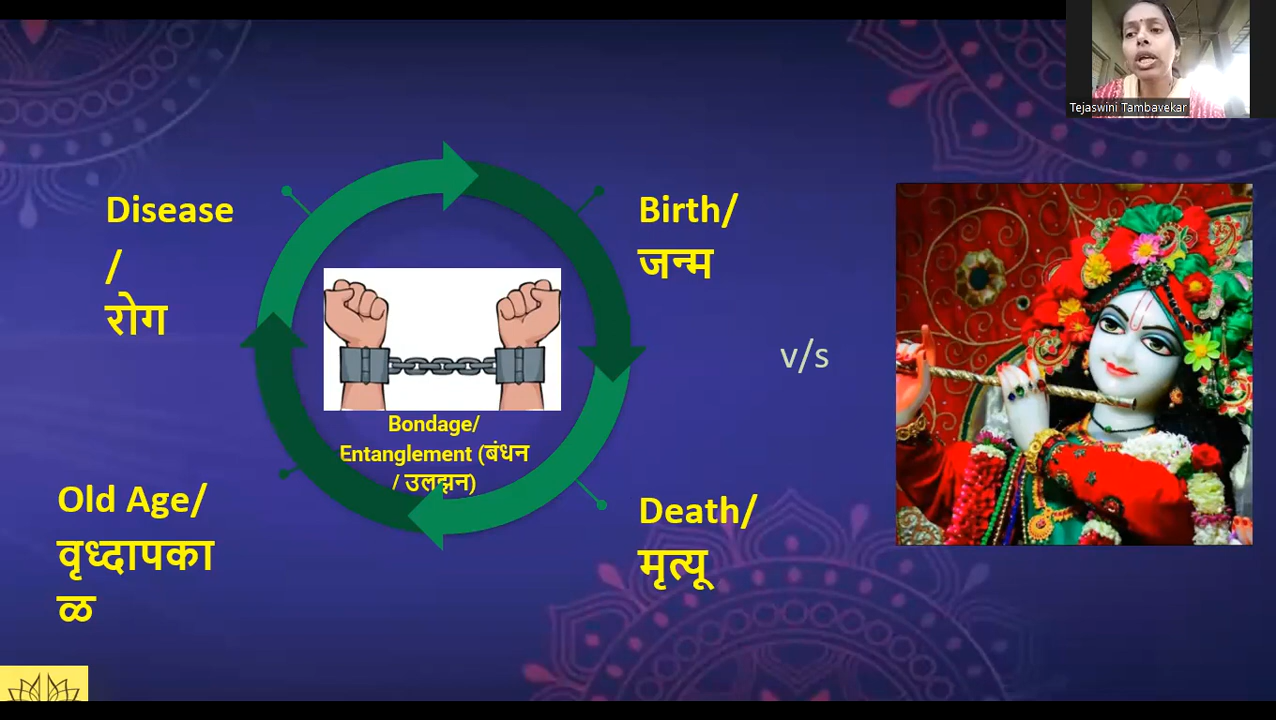 Tejaswini Tambavekar
Disease
/
रोग
Birth/
जन्म
v/s
Bondage/
Entanglement (बंधन
/ उलझन)
Old Age/
वृध्दापका
ळ
Death/
मृत्यू